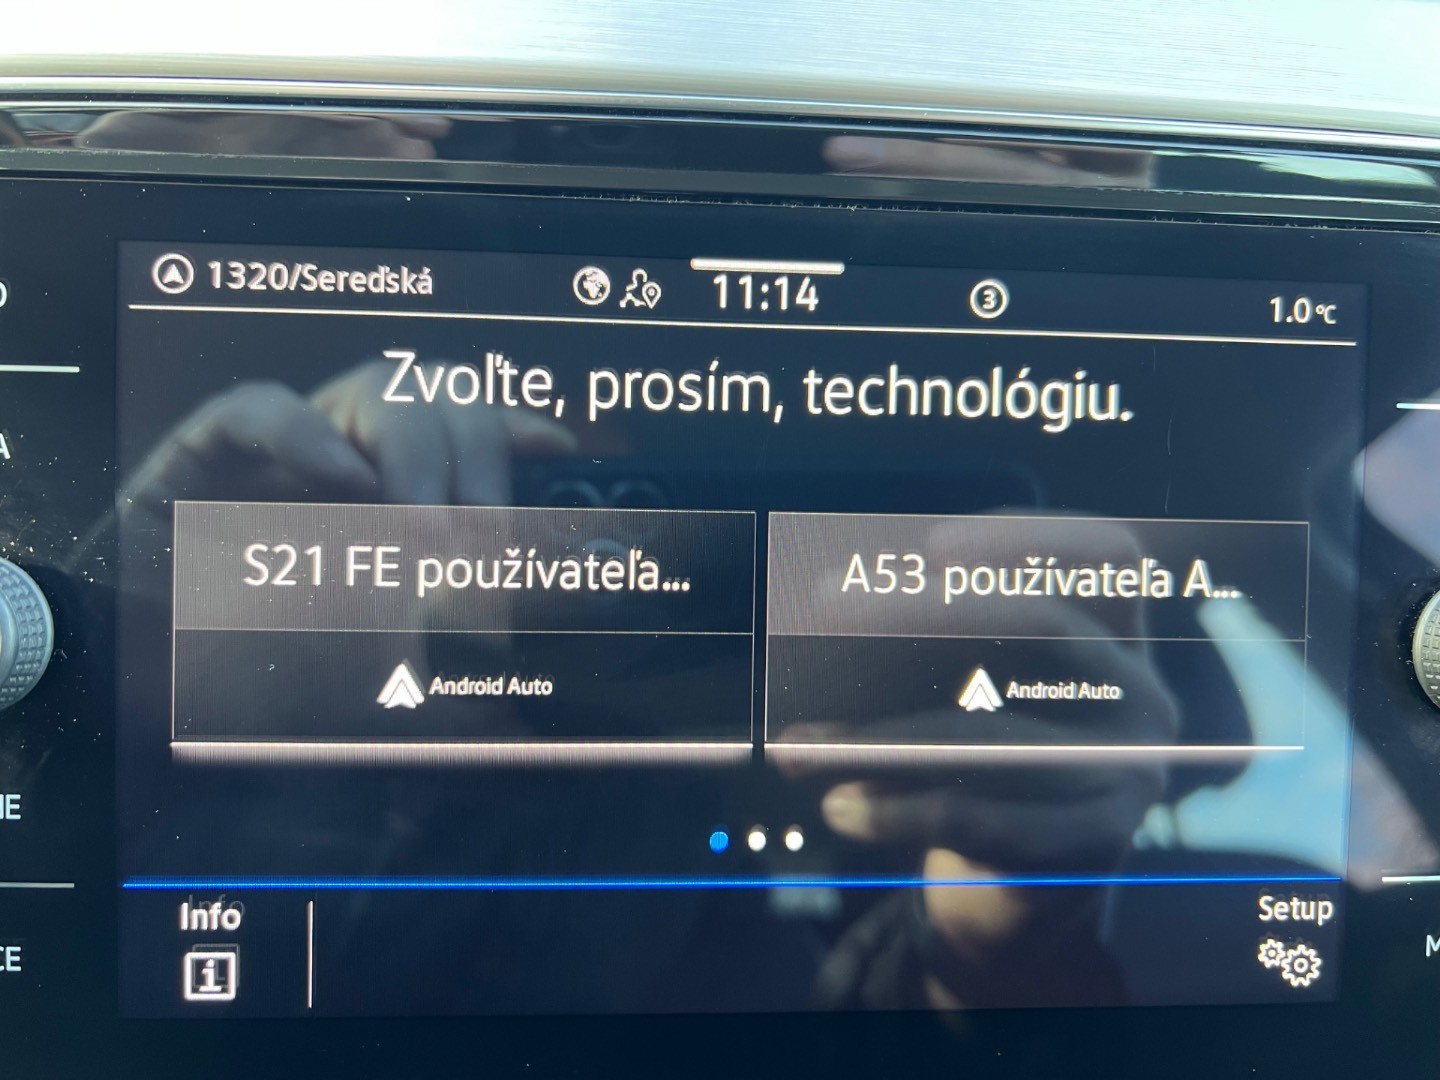 1320/Sereďská
11:14
3
1.0°C
Zvoľte, prosím, technológiu.
S21 FE používateľa...
A53 používateľa A...
Android Auto
Android Auto
Info
i
Setup